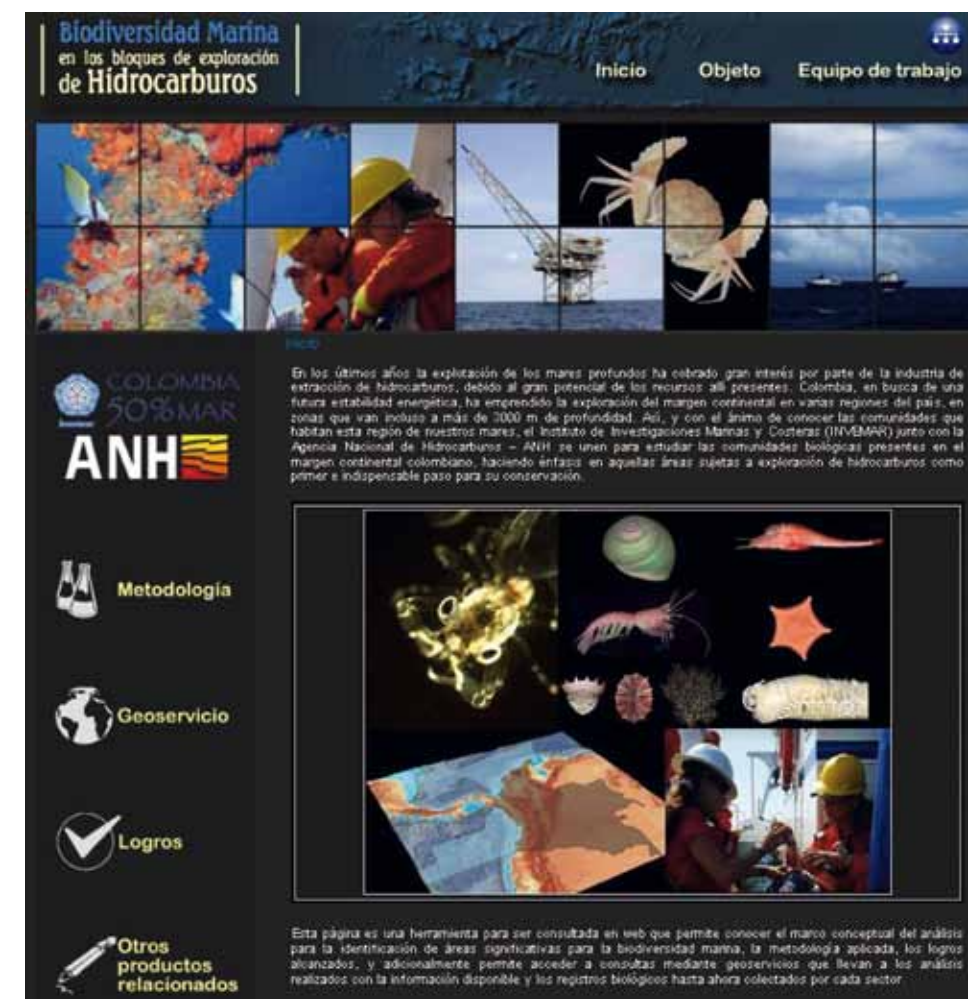 Biodiversidad Marina
en los bloques de exploración
de Hidrocarburos
Inicio Objeto Equipo de trabajo
Inicio
COLOMBIA
50% MAR
ANH
En los últimos años la explotación de los mares profundos ha cobrado gran interés por parte de la industria de
extracción de hidrocarburos, debido al gran potencial de los recursos allí presentes. Colombia, en busca de una
futura estabilidad energética, ha emprendido la exploración del margen continental en varias regiones del país, en
zonas que van incluso a más de 3000 m de profundidad. Así, y con el ánimo de conocer las comunidades que
habitan esta región de nuestros mares, el Instituto de Investigaciones Marinas y Costeras (INVEMAR) junto con la
Agencia Nacional de Hidrocarburos – ANH se unen para estudiar las comunidades biológicas presentes en el
margen continental colombiano, haciendo énfasis en aquellas áreas sujetas a exploración de hidrocarburos como
primer e indispensable paso para su conservación.
Metodología
Geoservicio
Logros
Otros
productos
relacionados
Esta página es una herramienta para ser consultada en web que permite conocer el marco conceptual del análisis
para la identificación de áreas significativas para la biodiversidad marina, la metodología aplicada, los logros
alcanzados, y adicionalmente permite acceder a consultas mediante geoservicios que llevan a los análisis
realizados con la información disponible y los registros biológicos hasta ahora colectados por cada sector